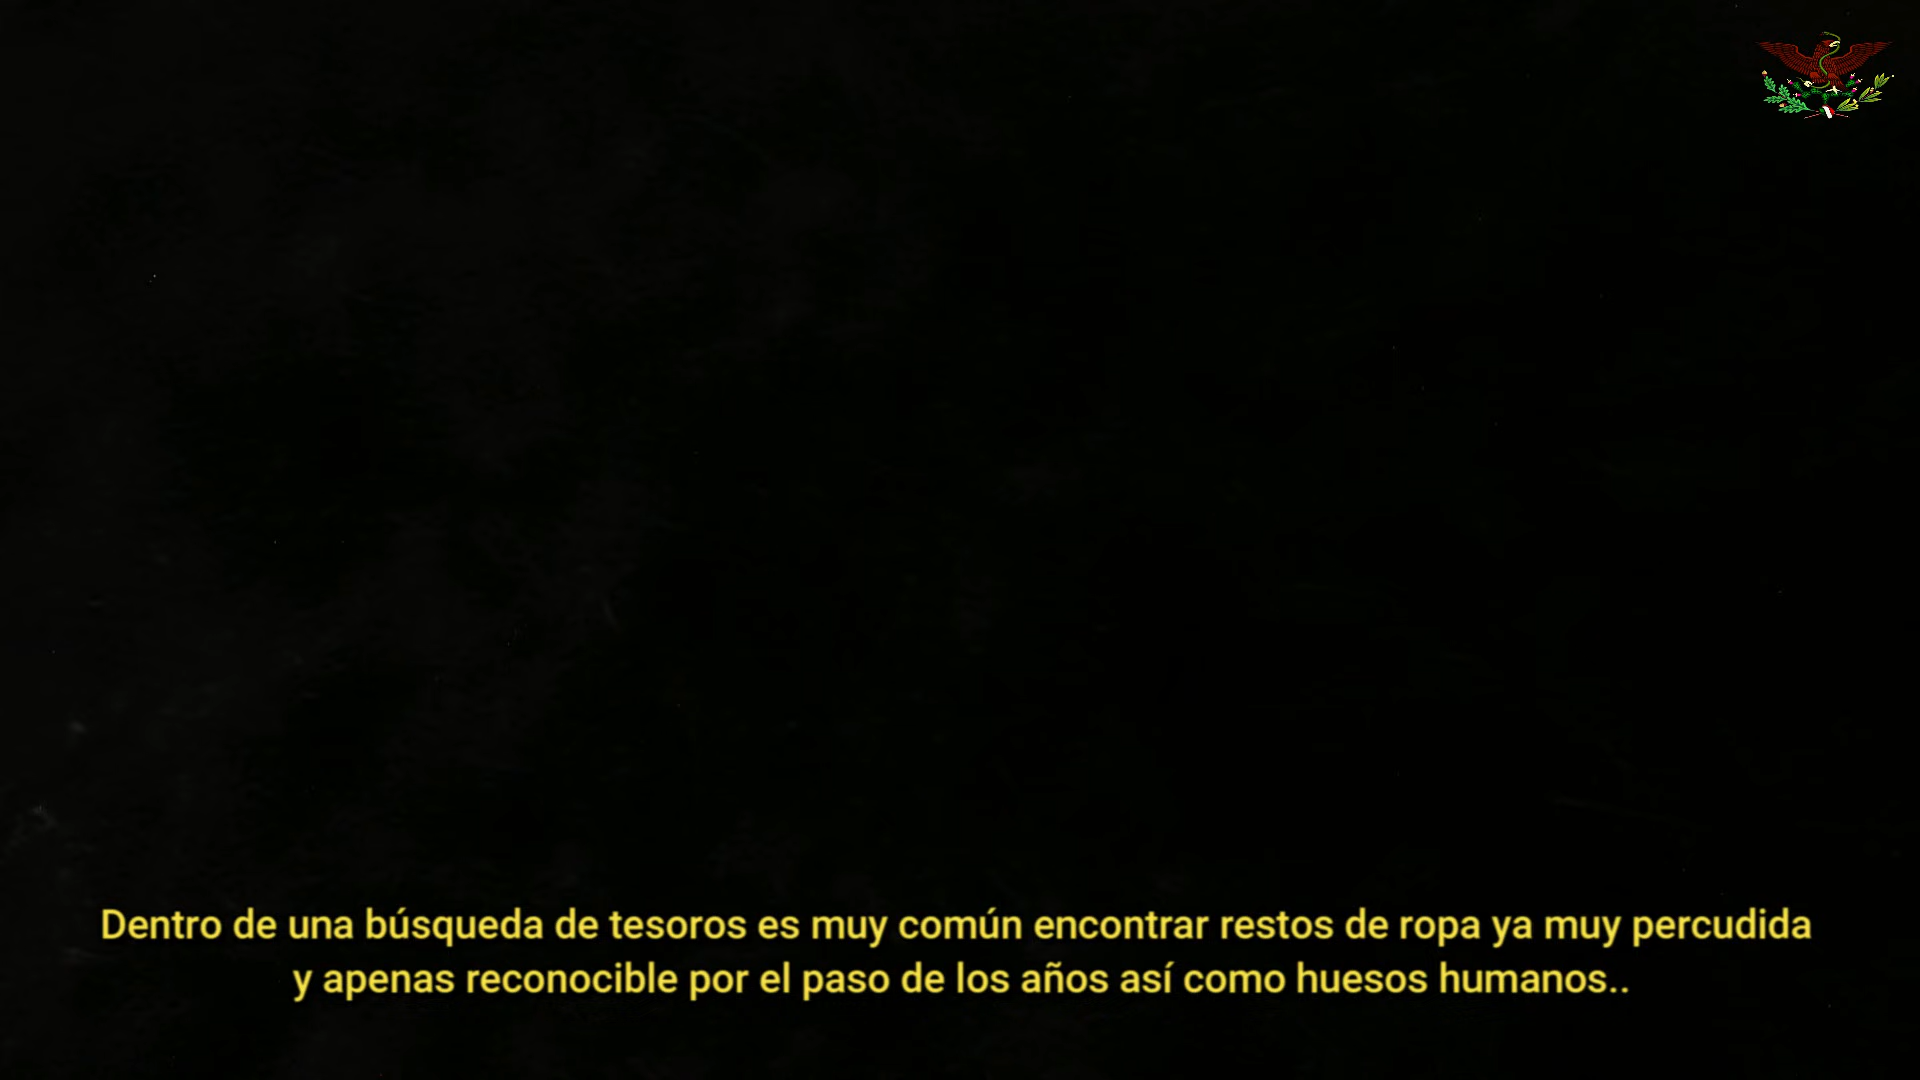 Dentro de una búsqueda de tesoros es muy común encontrar restos de ropa ya muy percudida
y apenas reconocible por el paso de los años así como huesos humanos..